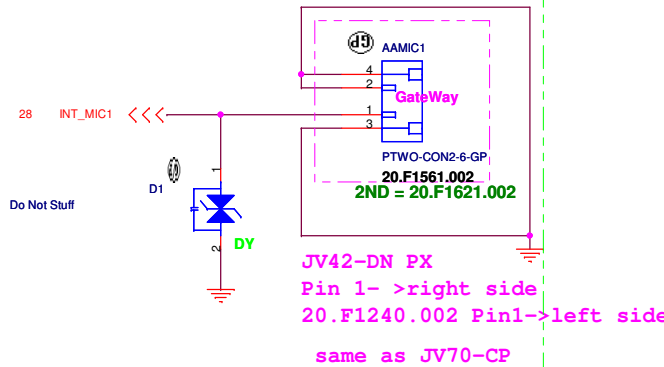 GP
AAMIC1
4
2
GateWay
28
INT_MIC1
1
3
PTWO-CON2-6-GP
20.F1561.002
2ND = 20.F1621.002
1
D1
Do Not Stuff
DY
2
JV42-DN PX
Pin 1- >right side
20.F1240.002 Pin1->left side
same as JV70-CP